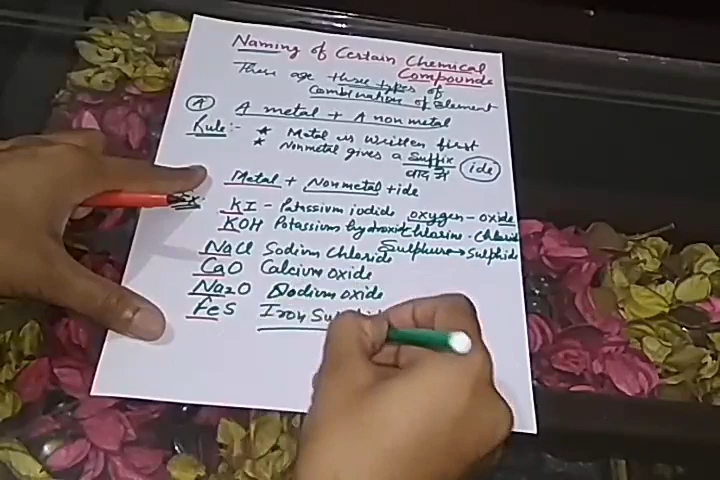 Naming of Certain Chemical
Compounds
There are three types of
Combination of Element
Ⓐ A metal + A nonmetal
Rule :- * Metal is written first
* Nonmetal gives a Suffix
बाद में ide
Metal + Nonmetal + ide
Ex: KI - Potassium iodide oxygen - oxide
KOH Potassium hydroxide Chlorine - Chloride
Sulphur → Sulphide
NaCl Sodium Chloride
CaO Calcium oxide
Na₂O Sodium oxide
FeS Iron